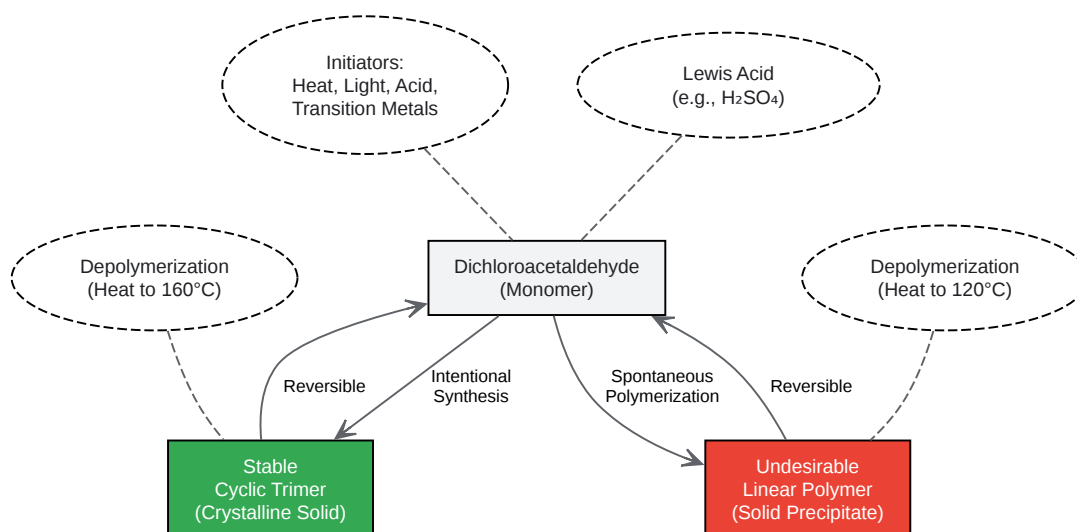 Initiators:
Heat, Light, Acid,
Transition Metals
Lewis Acid
(e.g., H₂SO₄)
Depolymerization
(Heat to 160°C)
Dichloroacetaldehyde
(Monomer)
Depolymerization
(Heat to 120°C)
Reversible
Intentional
Synthesis
Spontaneous
Polymerization
Reversible
Stable
Cyclic Trimer
(Crystalline Solid)
Undesirable
Linear Polymer
(Solid Precipitate)